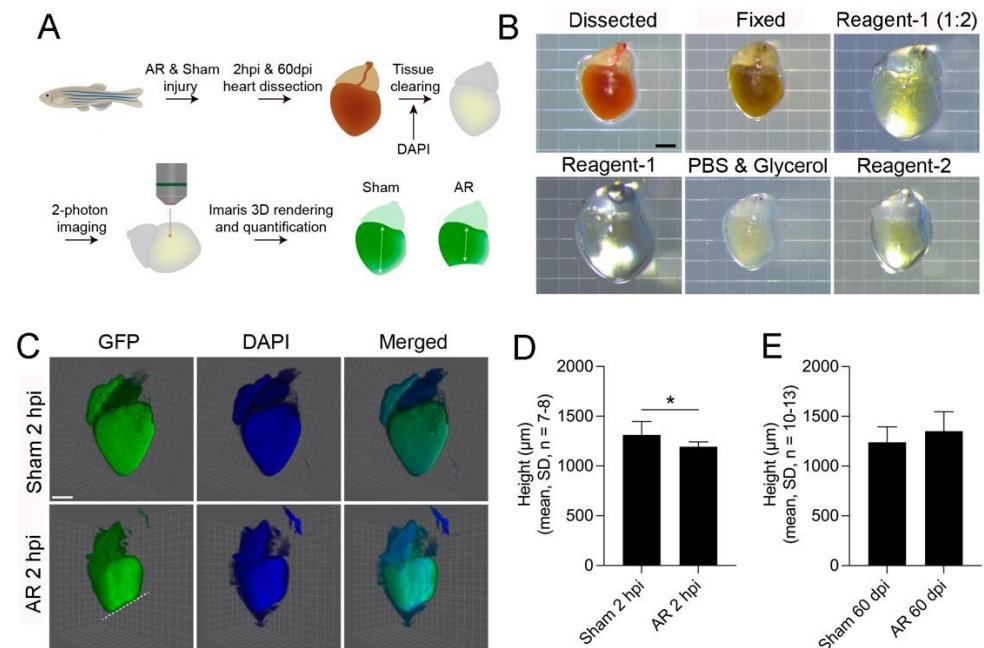 A
AR & Sham
injury
2hpi & 60dpi
heart dissection
Tissue
clearing
DAPI
2-photon
imaging
Imaris 3D rendering
and quantification
Sham
AR
B
Dissected
Fixed
Reagent-1 (1:2)
Reagent-1
PBS & Glycerol
Reagent-2
C
GFP
DAPI
Merged
Sham 2 hpi
AR 2 hpi
D
Height (µm)
(mean, SD, n = 7-8)
2000
1500
1000
500
0
*
Sham 2 hpi
AR 2 hpi
E
Height (µm)
(mean, SD, n = 10-13)
2000
1500
1000
500
0
Sham 60 dpi
AR 60 dpi